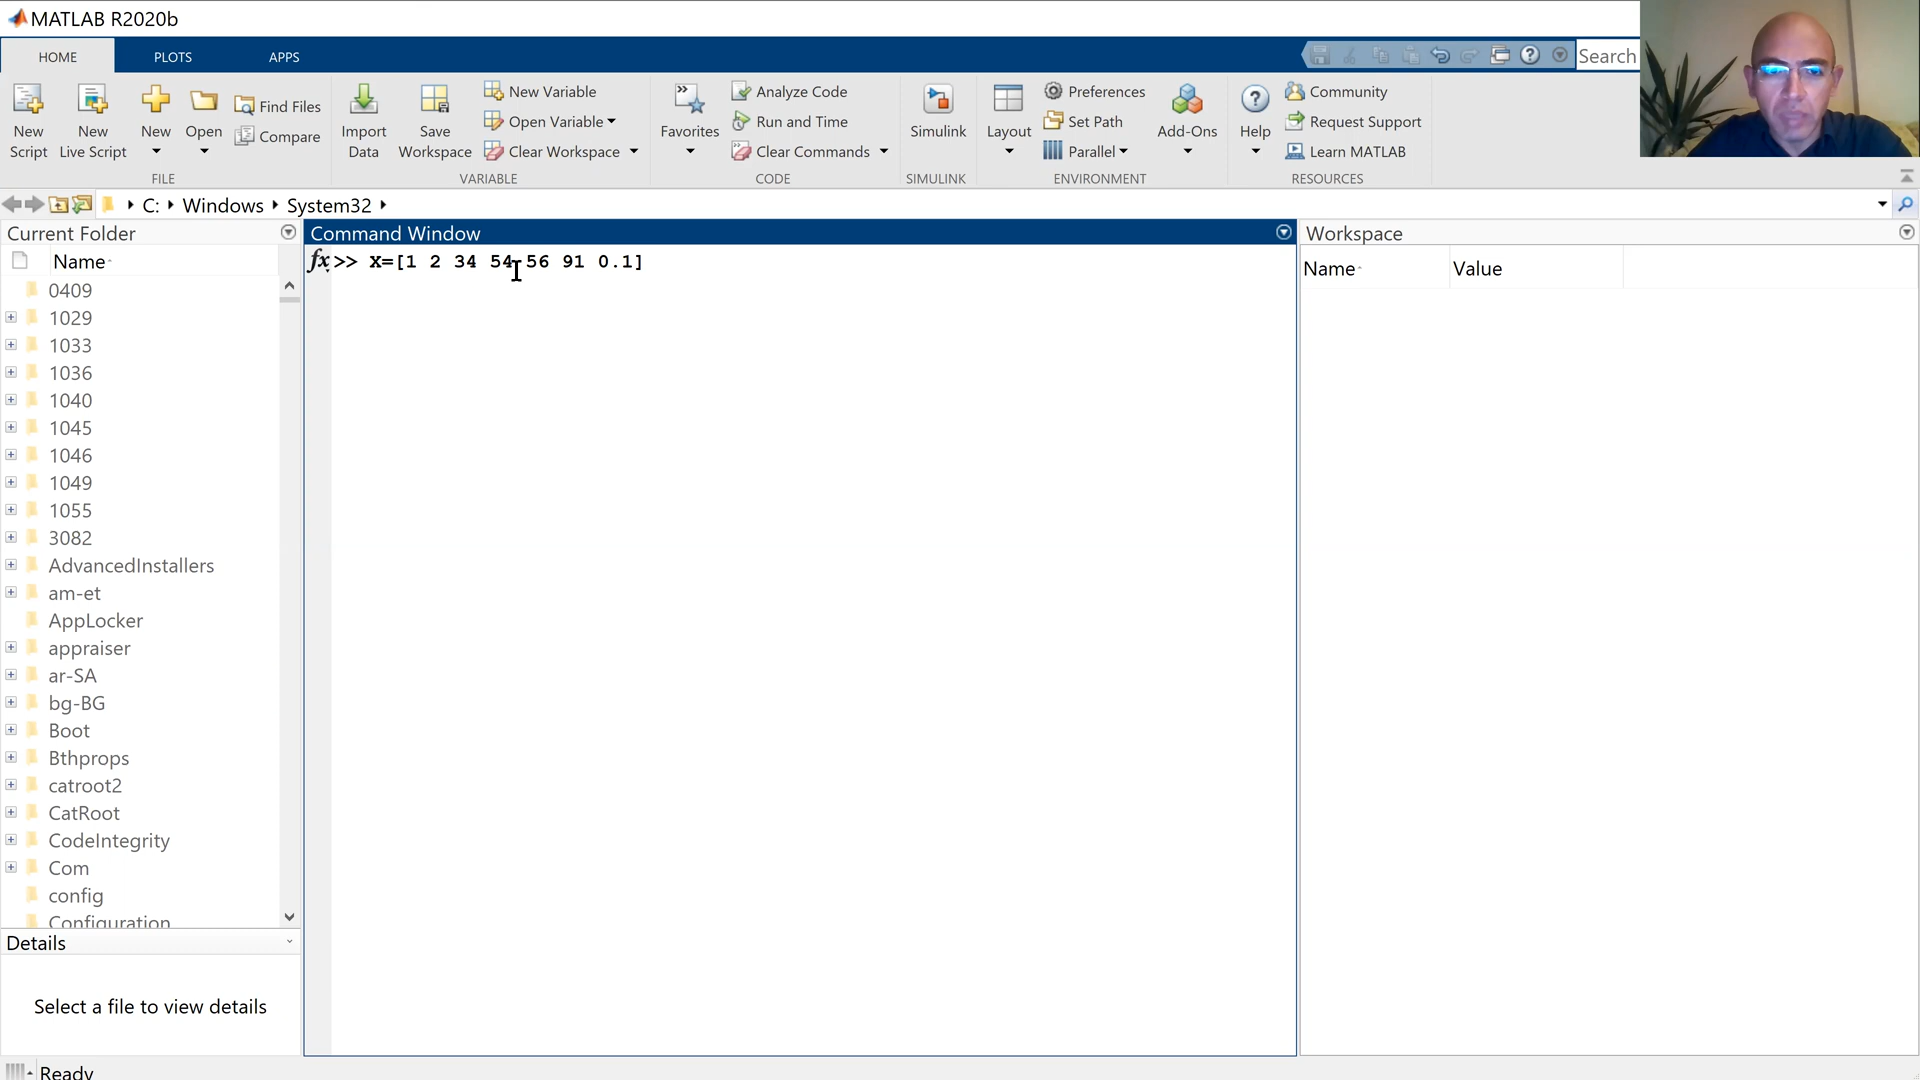 MATLAB R2020b
HOME PLOTS APPS
Search
New Script
New Live Script
New
Open
Find Files
Compare
FILE
Import Data
Save Workspace
New Variable
Open Variable
Clear Workspace
VARIABLE
Favorites
Analyze Code
Run and Time
Clear Commands
CODE
Simulink
SIMULINK
Layout
Preferences
Set Path
Parallel
Add-Ons
ENVIRONMENT
Help
Community
Request Support
Learn MATLAB
RESOURCES
C: Windows System32
Current Folder
Name
0409
1029
1033
1036
1040
1045
1046
1049
1055
3082
AdvancedInstallers
am-et
AppLocker
appraiser
ar-SA
bg-BG
Boot
Bthprops
catroot2
CatRoot
CodeIntegrity
Com
config
Configuration
Details
Select a file to view details
Command Window
fx >> X=[1 2 34 54 56 91 0.1]
Workspace
Name Value
Ready